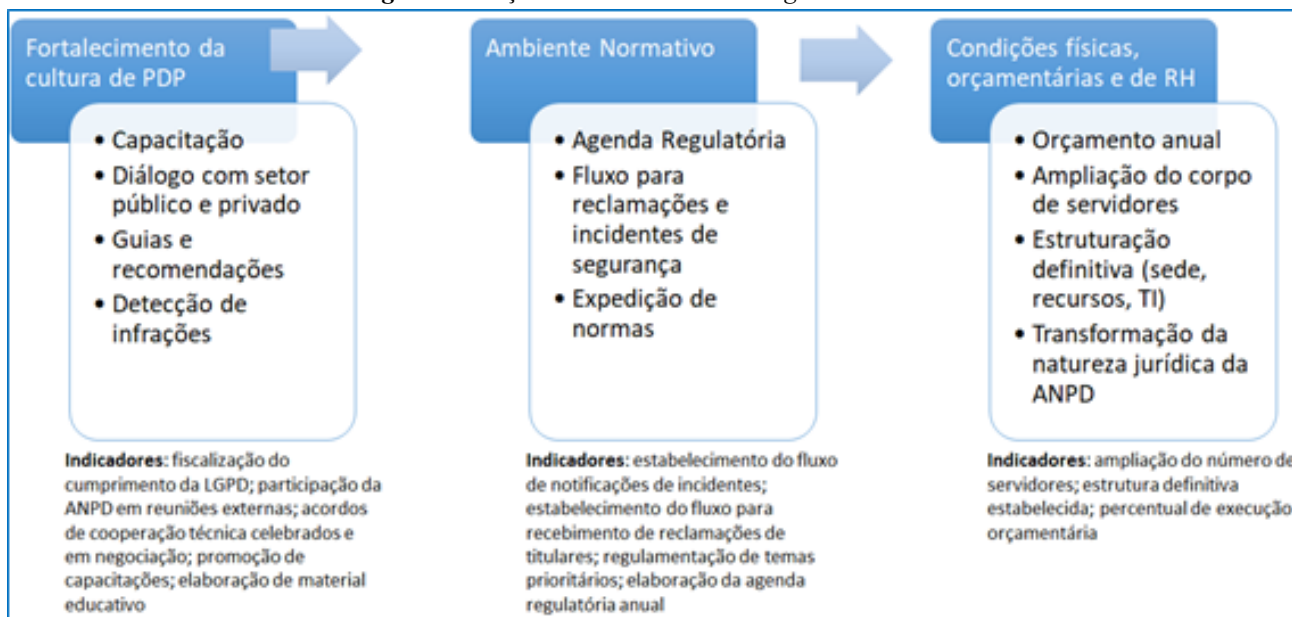 Fortalecimento da
cultura de PDP
• Capacitação
• Diálogo com setor
público e privado
• Guias e
recomendações
• Detecção de
infrações
Indicadores: fiscalização do
cumprimento da LGPD; participação da
ANPD em reuniões externas; acordos
de cooperação técnica celebrados e
em negociação; promoção de
capacitações; elaboração de material
educativo
Ambiente Normativo
• Agenda Regulatória
• Fluxo para
reclamações e
incidentes de
segurança
• Expedição de
normas
Indicadores: estabelecimento do fluxo
de notificações de incidentes;
estabelecimento do fluxo para
recebimento de reclamações de
titulares; regulamentação de temas
prioritários; elaboração da agenda
regulatória anual
Condições físicas,
orçamentárias e de RH
• Orçamento anual
• Ampliação do corpo
de servidores
• Estruturação
definitiva (sede,
recursos, TI)
• Transformação da
natureza jurídica da
ANPD
Indicadores: ampliação do número de
servidores; estrutura definitiva
estabelecida; percentual de execução
orçamentária